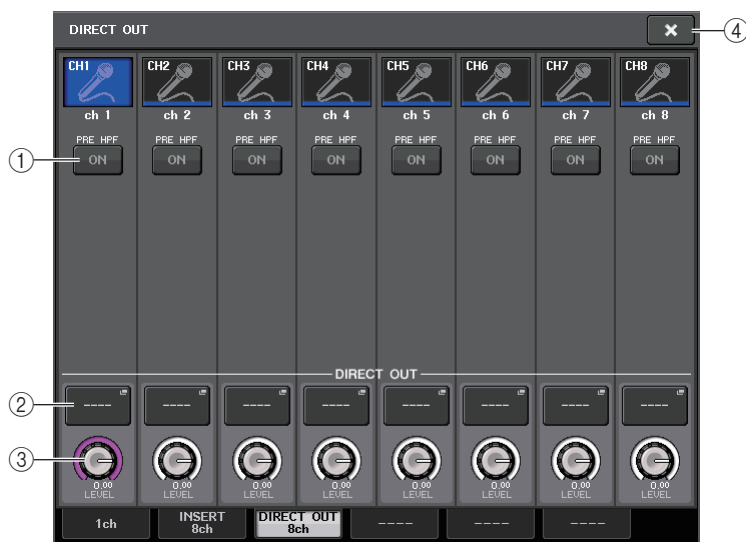 DIRECT OUT
④
CH1 CH2 CH3 CH4 CH5 CH6 CH7 CH8
ch 1 ch 2 ch 3 ch 4 ch 5 ch 6 ch 7 ch 8
PRE HPF PRE HPF PRE HPF PRE HPF PRE HPF PRE HPF PRE HPF PRE HPF
① ON ON ON ON ON ON ON ON
DIRECT OUT
② ---- ---- ---- ---- ---- ---- ---- ----
③
0.00 0.00 0.00 0.00 0.00 0.00 0.00 0.00
LEVEL LEVEL LEVEL LEVEL LEVEL LEVEL LEVEL LEVEL
1ch INSERT 8ch DIRECT OUT 8ch ---- ---- ----